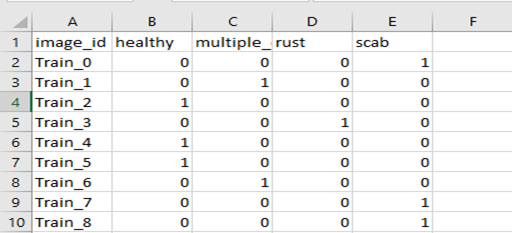 A B C D E F
1 image_id healthy multiple_ rust scab
2 Train_0 0 0 0 1
3 Train_1 0 1 0 0
4 Train_2 1 0 0 0
5 Train_3 0 0 1 0
6 Train_4 1 0 0 0
7 Train_5 1 0 0 0
8 Train_6 0 1 0 0
9 Train_7 0 0 0 1
10 Train_8 0 0 0 1